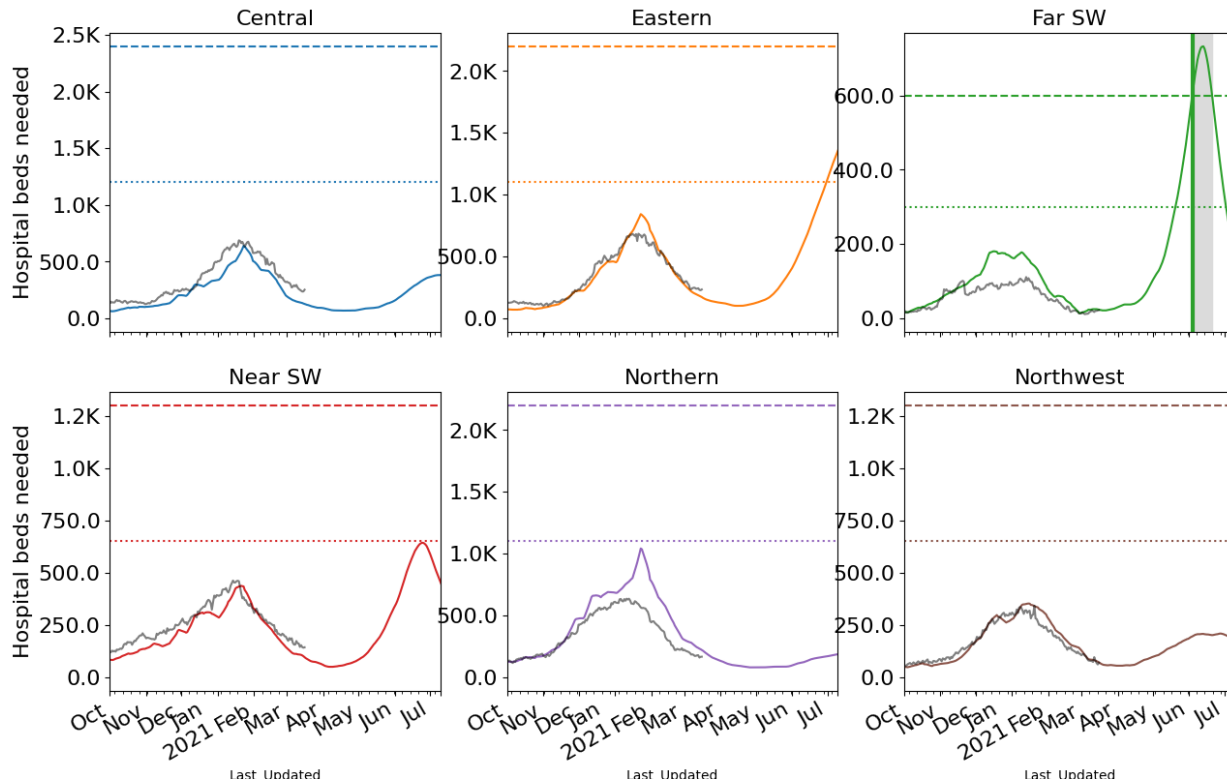 Central
Eastern
Far SW
Hospital beds needed
2.5K
2.0K
1.5K
1.0K
500.0
0.0
2.0K
1.5K
1.0K
500.0
0.0
600.0
400.0
200.0
0.0
Near SW
Northern
Northwest
Hospital beds needed
1.2K
1.0K
750.0
500.0
250.0
0.0
2.0K
1.5K
1.0K
500.0
0.0
1.2K
1.0K
750.0
500.0
250.0
0.0
Oct
Nov
Dec
2021 Jan
Feb
Mar
Apr
May
Jun
Jul
Oct
Nov
Dec
2021 Jan
Feb
Mar
Apr
May
Jun
Jul
Oct
Nov
Dec
2021 Jan
Feb
Mar
Apr
May
Jun
Jul
Last_Updated
Last_Updated
Last_Updated